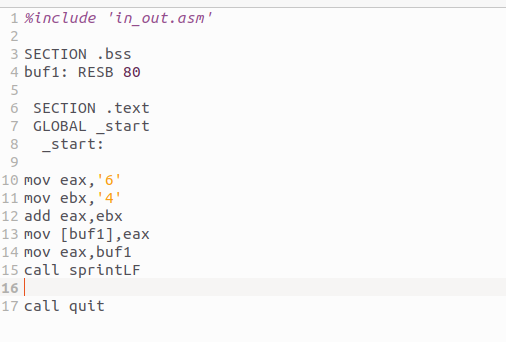 1 %include 'in_out.asm'
2
3 SECTION .bss
4 buf1: RESB 80
5
6  SECTION .text
7  GLOBAL _start
8   _start:
9
10 mov eax,'6'
11 mov ebx,'4'
12 add eax,ebx
13 mov [buf1],eax
14 mov eax,buf1
15 call sprintLF
16
17 call quit